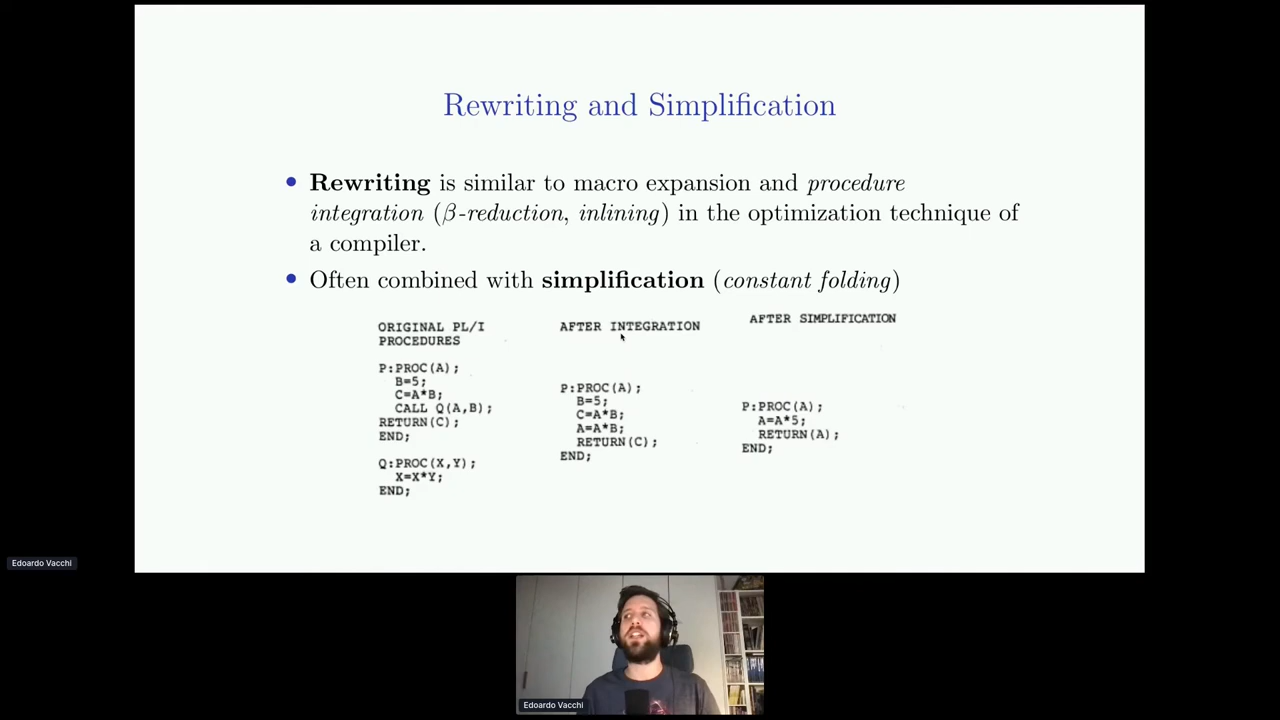 Rewriting and Simplification
• Rewriting is similar to macro expansion and procedure
integration (β-reduction, inlining) in the optimization technique of
a compiler.
• Often combined with simplification (constant folding)
ORIGINAL PL/I
PROCEDURES
P:PROC(A);
B=5;
C=A*B;
CALL Q(A,B);
RETURN(C);
END;
Q:PROC(X,Y);
X=X*Y;
END;
AFTER INTEGRATION
P:PROC(A);
B=5;
C=A*B;
A=A*B;
RETURN(C);
END;
AFTER SIMPLIFICATION
P:PROC(A);
A=A*5;
RETURN(A);
END;
Edoardo Vacchi
Edoardo Vacchi